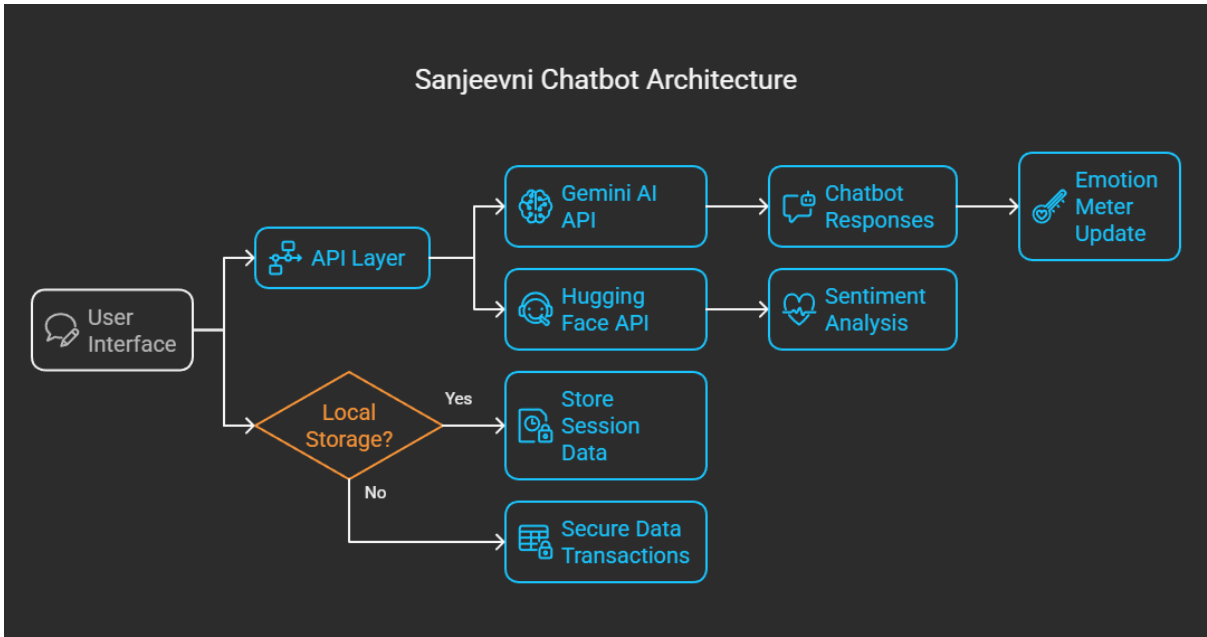 Sanjeevni Chatbot Architecture
User
Interface
API Layer
Gemini AI
API
Chatbot
Responses
Emotion
Meter
Update
Hugging
Face API
Sentiment
Analysis
Local
Storage?
Yes
Store
Session
Data
No
Secure Data
Transactions